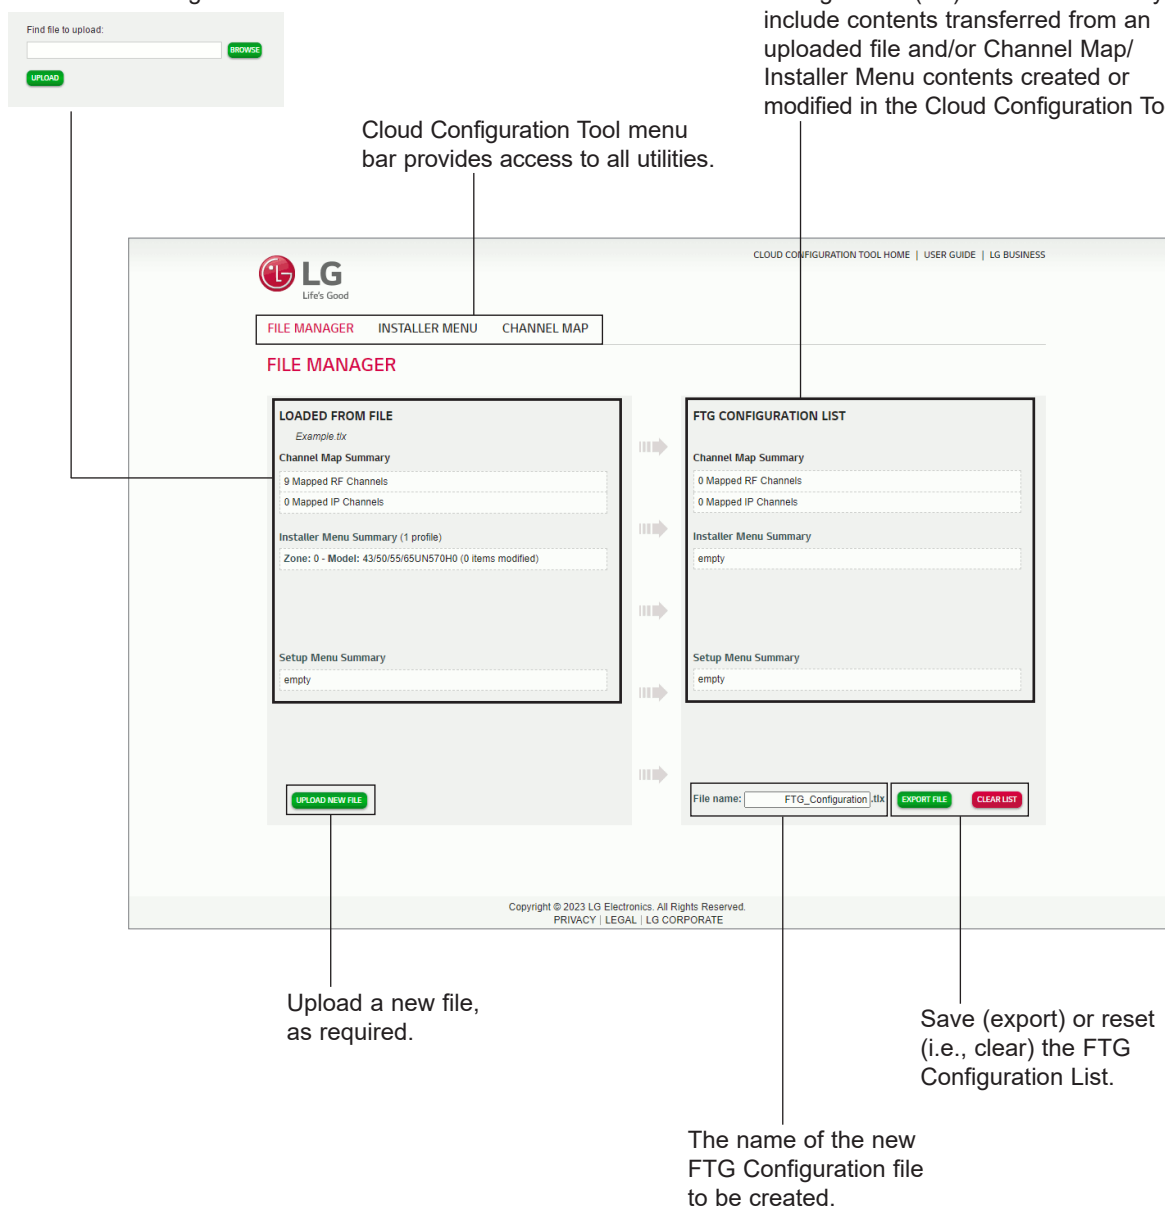 Find file to upload:
BROWSE
UPLOAD
include contents transferred from an
uploaded file and/or Channel Map/
Installer Menu contents created or
modified in the Cloud Configuration To
Cloud Configuration Tool menu
bar provides access to all utilities.
LG
Life's Good
CLOUD CONFIGURATION TOOL HOME | USER GUIDE | LG BUSINESS
FILE MANAGER INSTALLER MENU CHANNEL MAP
FILE MANAGER
LOADED FROM FILE
Example.tlx
Channel Map Summary
9 Mapped RF Channels
0 Mapped IP Channels
Installer Menu Summary (1 profile)
Zone: 0 - Model: 43/50/55/65UN570H0 (0 items modified)
Setup Menu Summary
empty
UPLOAD NEW FILE
FTG CONFIGURATION LIST
Channel Map Summary
0 Mapped RF Channels
0 Mapped IP Channels
Installer Menu Summary
empty
Setup Menu Summary
empty
File name: FTG_Configuration .tlx EXPORT FILE CLEAR LIST
Copyright © 2023 LG Electronics. All Rights Reserved.
PRIVACY | LEGAL | LG CORPORATE
Upload a new file,
as required.
Save (export) or reset
(i.e., clear) the FTG
Configuration List.
The name of the new
FTG Configuration file
to be created.